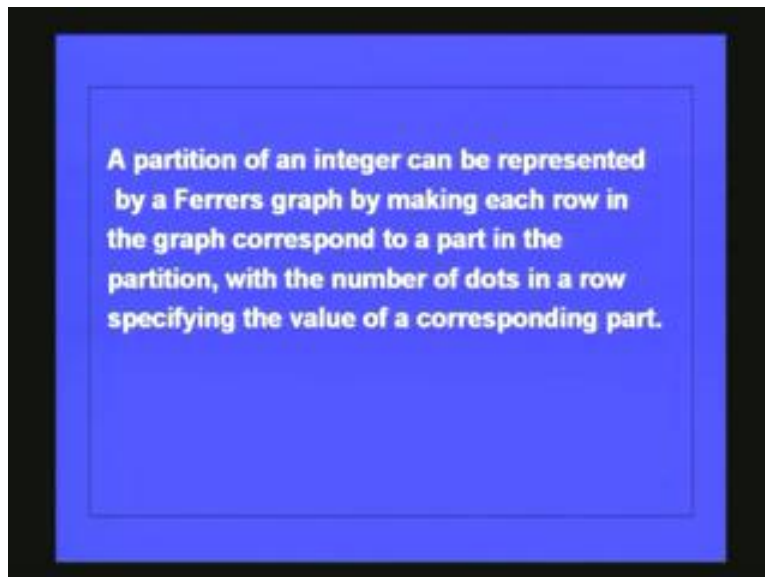 A partition of an integer can be represented
by a Ferrers graph by making each row in
the graph correspond to a part in the
partition, with the number of dots in a row
specifying the value of a corresponding part.